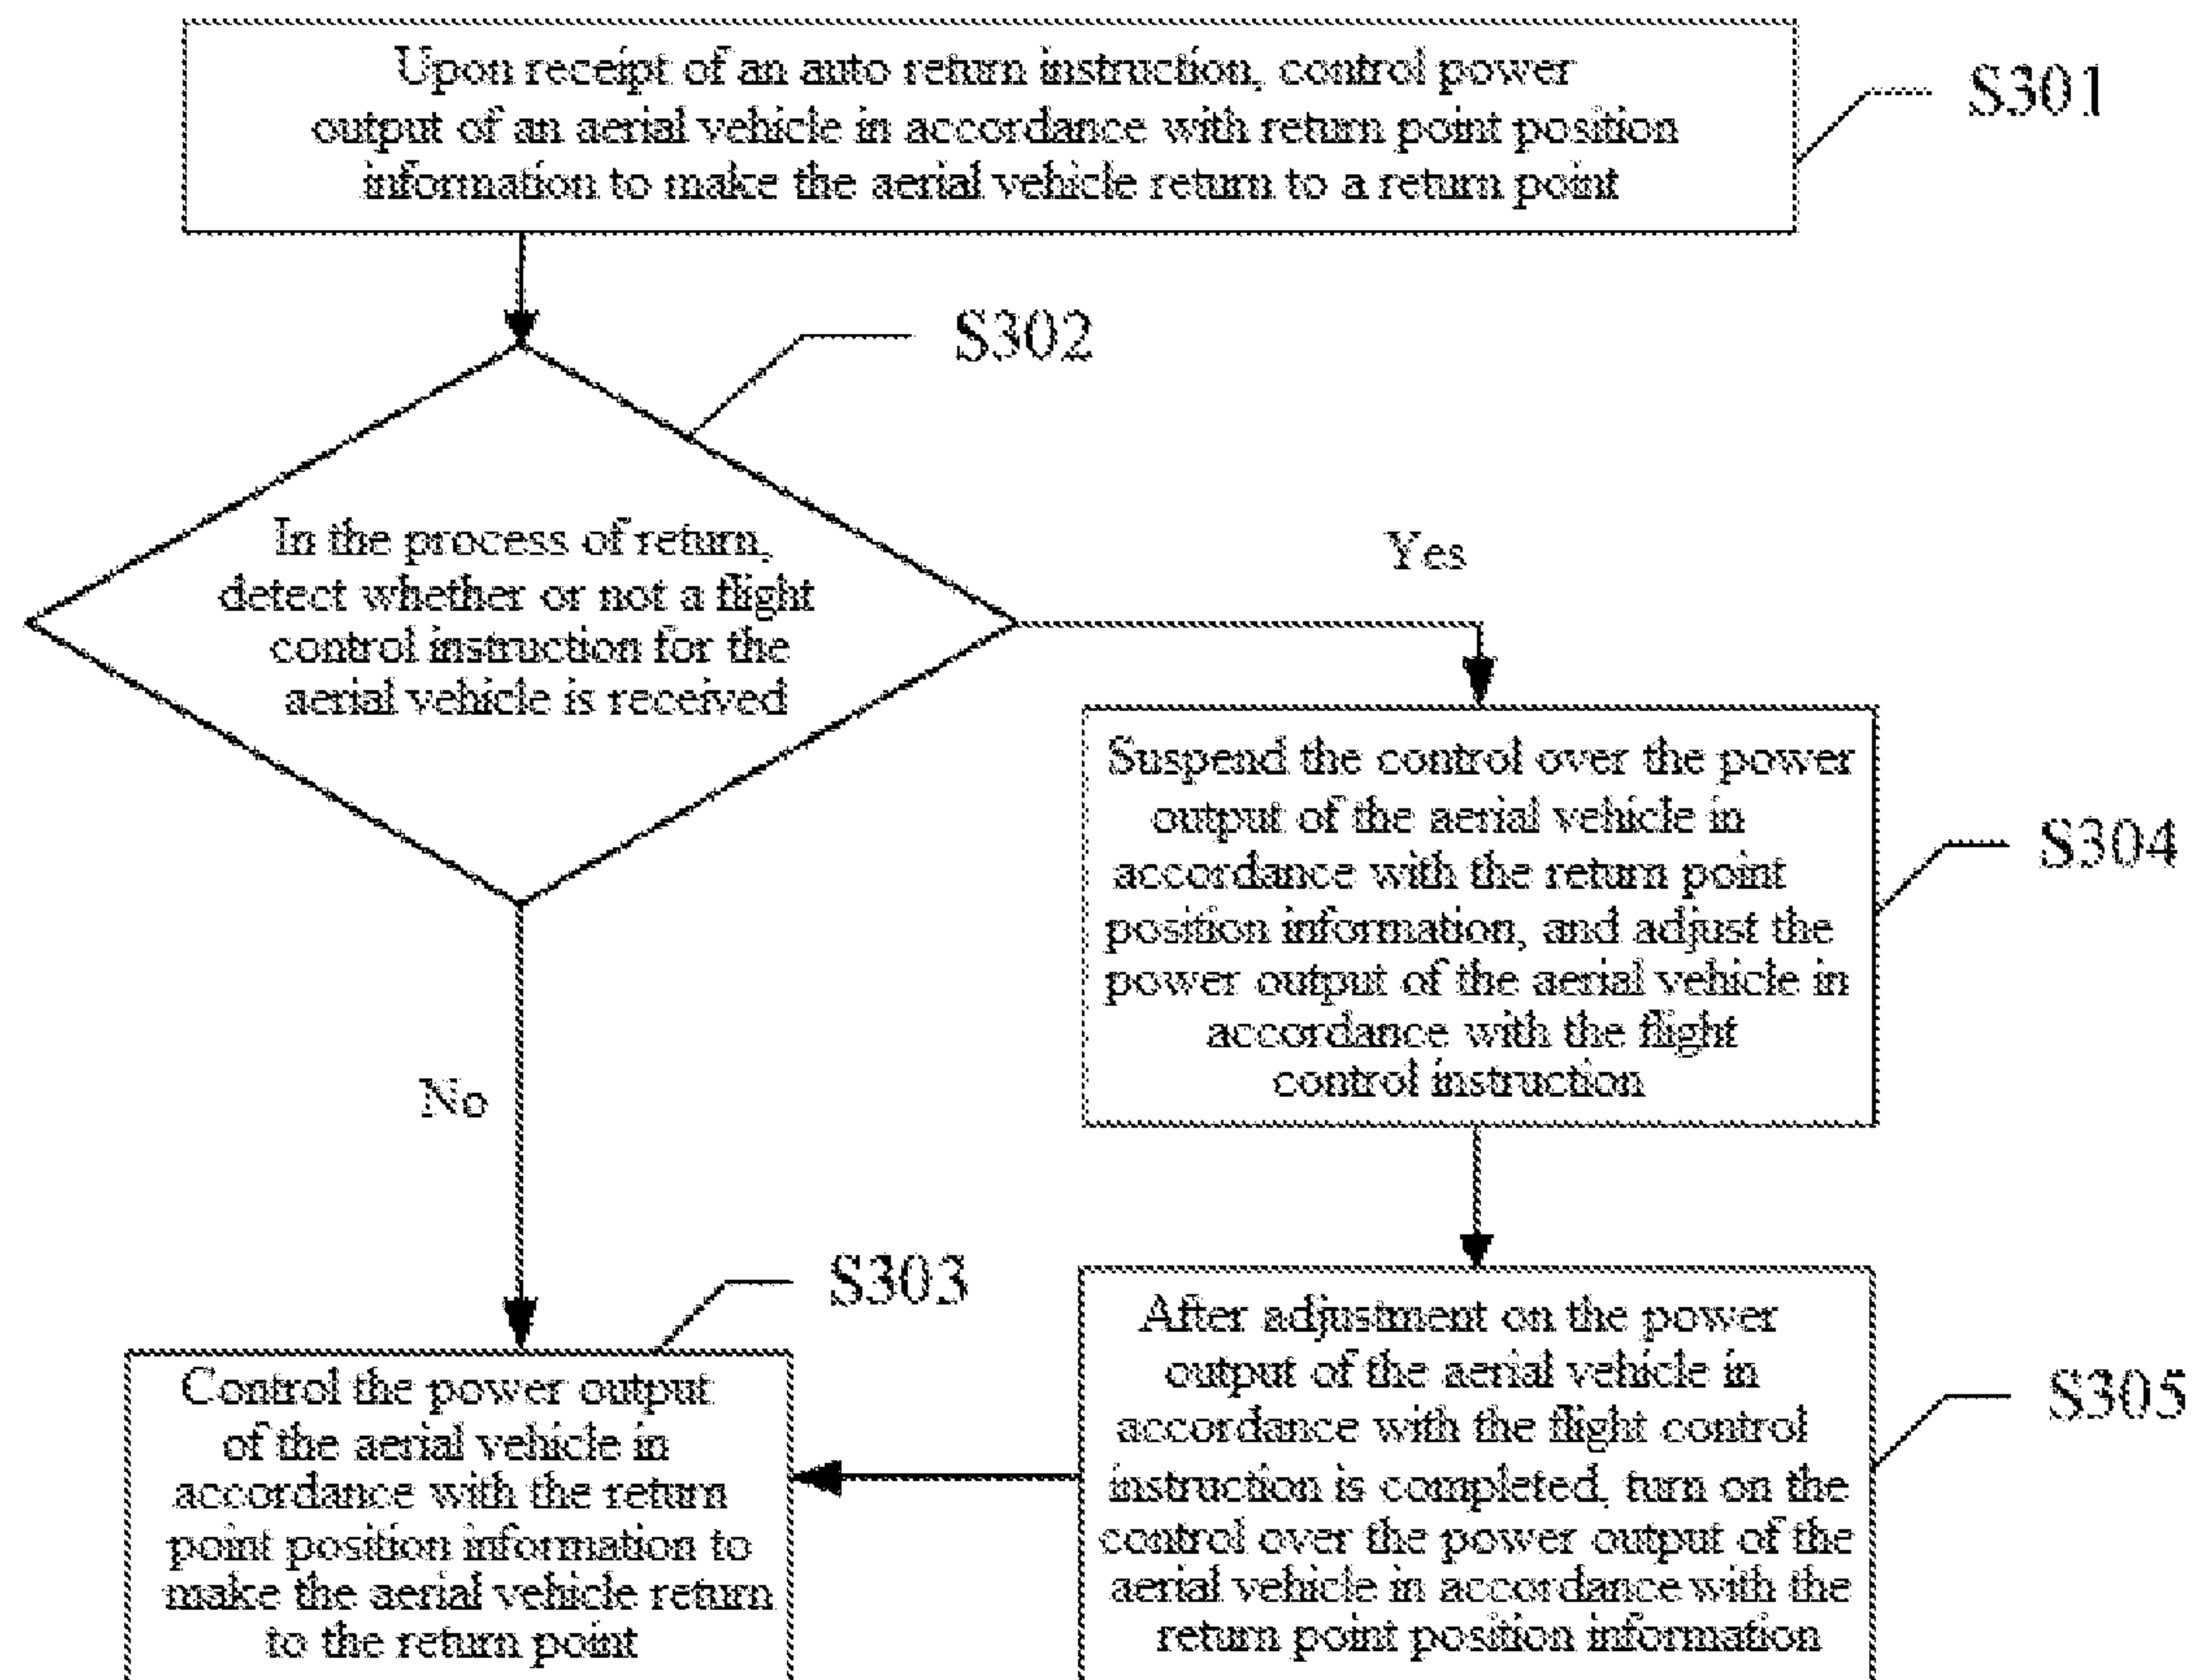 Upon receipt of an auto return instruction, control power
output of an aerial vehicle in accordance with return point position
information to make the aerial vehicle return to a return point
S301
S302
In the process of return,
detect whether or not a flight
control instruction for the
aerial vehicle is received
Yes
Suspend the control over the power
output of the aerial vehicle in
accordance with the return point
position information, and adjust the
power output of the aerial vehicle in
accordance with the flight
control instruction
S304
No
S303
Control the power output
of the aerial vehicle in
accordance with the return
point position information to
make the aerial vehicle return
to the return point
After adjustment on the power
output of the aerial vehicle in
accordance with the flight control
instruction is completed, turn on the
control over the power output of the
aerial vehicle in accordance with the
return point position information
S305